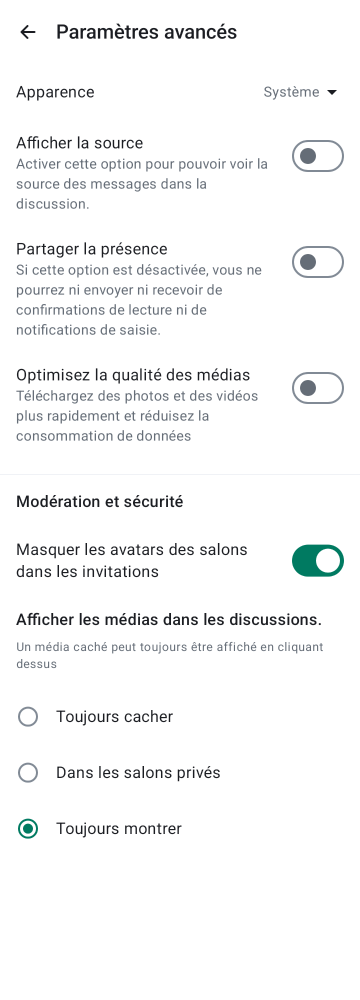 Paramètres avancés
Apparence
Système
Afficher la source
Activer cette option pour pouvoir voir la
source des messages dans la
discussion.
Partager la présence
Si cette option est désactivée, vous ne
pourrez ni envoyer ni recevoir de
confirmations de lecture ni de
notifications de saisie.
Optimisez la qualité des médias
Téléchargez des photos et des vidéos
plus rapidement et réduisez la
consommation de données
Modération et sécurité
Masquer les avatars des salons
dans les invitations
Afficher les médias dans les discussions.
Un média caché peut toujours être affiché en cliquant
dessus
Toujours cacher
Dans les salons privés
Toujours montrer